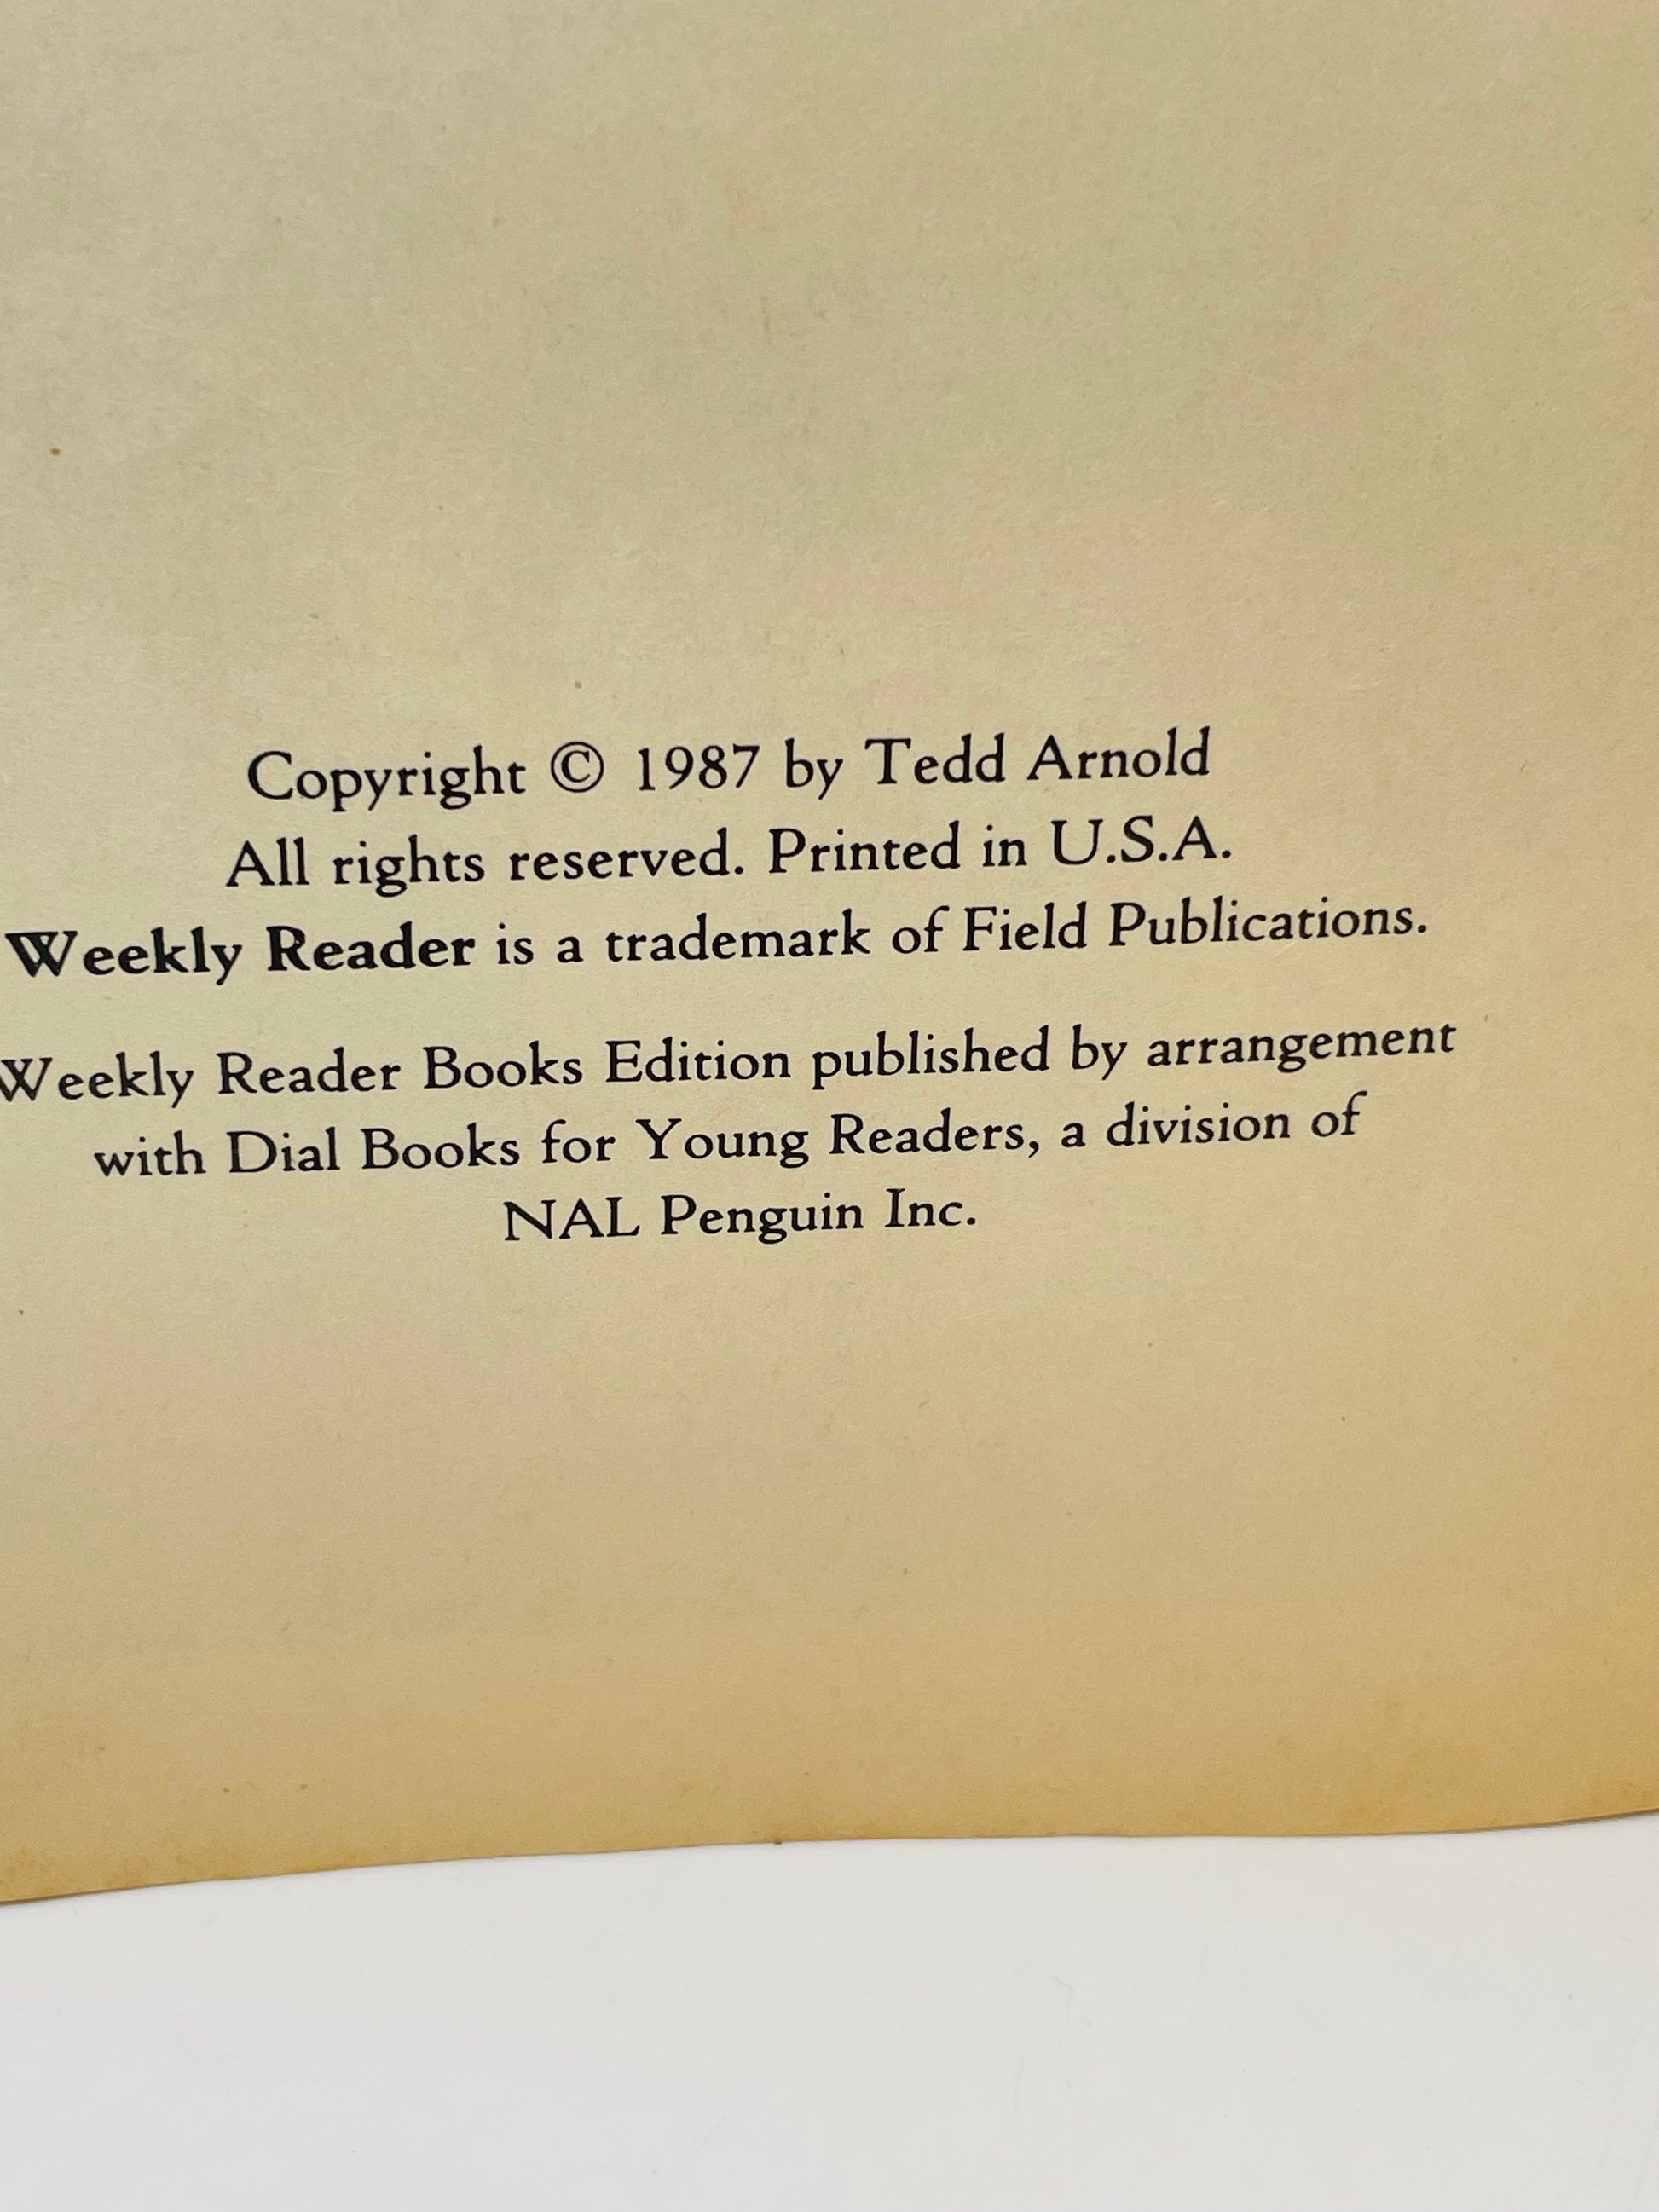 Copyright © 1987 by Tedd Arnold
All rights reserved. Printed in U.S.A.
Weekly Reader is a trademark of Field Publications.
Weekly Reader Books Edition published by arrangement
with Dial Books for Young Readers, a division of
NAL Penguin Inc.